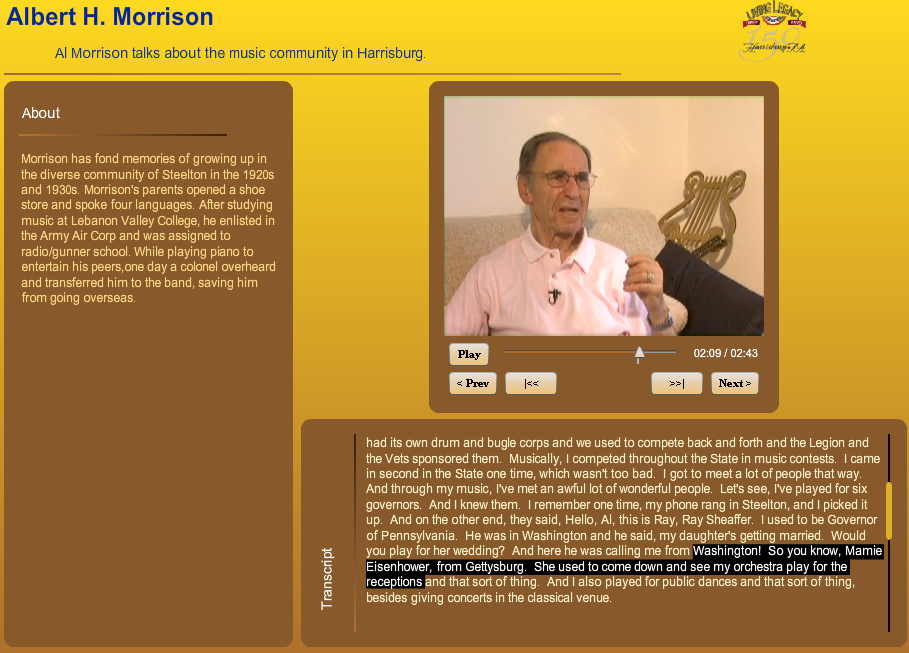 Albert H. Morrison
LIVING LEGACY
150
Harrisburg PA
Al Morrison talks about the music community in Harrisburg.
About
Morrison has fond memories of growing up in
the diverse community of Steelton in the 1920s
and 1930s. Morrison's parents opened a shoe
store and spoke four languages. After studying
music at Lebanon Valley College, he enlisted in
the Army Air Corp and was assigned to
radio/gunner school. While playing piano to
entertain his peers,one day a colonel overheard
and transferred him to the band, saving him
from going overseas.
Play
02:09 / 02:43
< Prev
|<<
>>|
Next >
Transcript
had its own drum and bugle corps and we used to compete back and forth and the Legion and
the Vets sponsored them. Musically, I competed throughout the State in music contests. I came
in second in the State one time, which wasn't too bad. I got to meet a lot of people that way.
And through my music, I've met an awful lot of wonderful people. Let's see, I've played for six
governors. And I knew them. I remember one time, my phone rang in Steelton, and I picked it
up. And on the other end, they said, Hello, Al, this is Ray, Ray Sheaffer. I used to be Governor
of Pennsylvania. He was in Washington and he said, my daughter's getting married. Would
you play for her wedding? And here he was calling me from Washington! So you know, Mamie
Eisenhower, from Gettysburg. She used to come down and see my orchestra play for the
receptions and that sort of thing. And I also played for public dances and that sort of thing,
besides giving concerts in the classical venue.